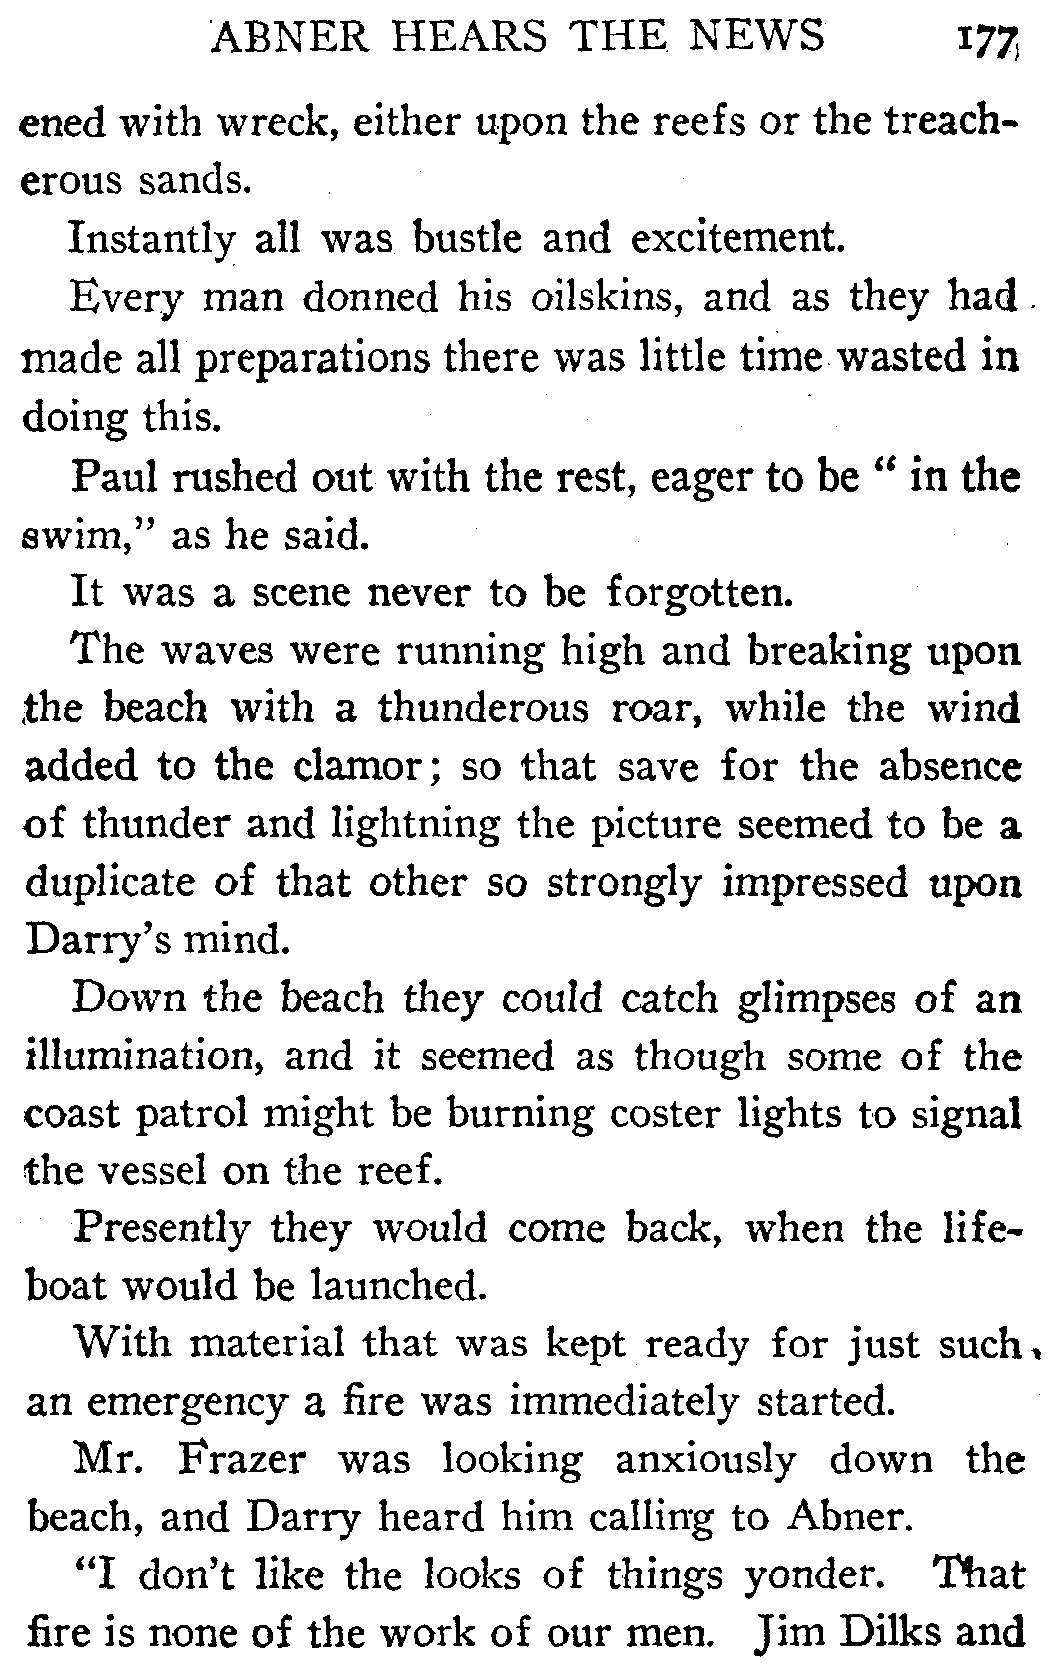 ABNER HEARS THE NEWS 177
ened with wreck, either upon the reefs or the treach-
erous sands.
Instantly all was bustle and excitement.
Every man donned his oilskins, and as they had
made all preparations there was little time wasted in
doing this.
Paul rushed out with the rest, eager to be “ in the
swim,” as he said.
It was a scene never to be forgotten.
The waves were running high and breaking upon
the beach with a thunderous roar, while the wind
added to the clamor; so that save for the absence
of thunder and lightning the picture seemed to be a
duplicate of that other so strongly impressed upon
Darry’s mind.
Down the beach they could catch glimpses of an
illumination, and it seemed as though some of the
coast patrol might be burning coster lights to signal
the vessel on the reef.
Presently they would come back, when the life-
boat would be launched.
With material that was kept ready for just such
an emergency a fire was immediately started.
Mr. Frazer was looking anxiously down the
beach, and Darry heard him calling to Abner.
“I don’t like the looks of things yonder. That
fire is none of the work of our men. Jim Dilks and